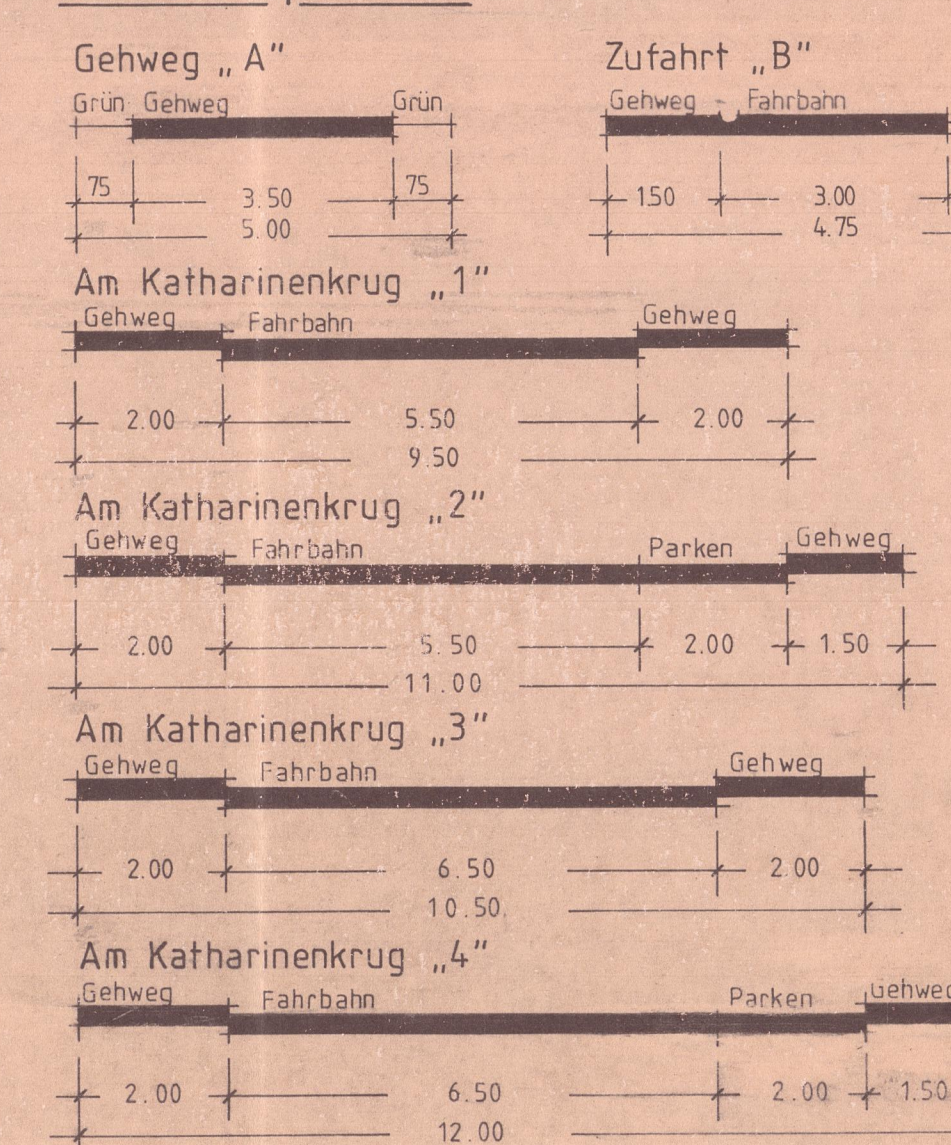 Gehweg „A"
Grün Gehweg Grün
75 3.50 75
5.00
Zufahrt „B"
Gehweg Fahrbahn
1.50 3.00
4.75
Am Katharinenkrug „1"
Gehweg Fahrbahn Gehweg
2.00 5.50 2.00
9.50
Am Katharinenkrug „2"
Gehweg Fahrbahn Parken Gehweg
2.00 5.50 2.00 1.50
11.00
Am Katharinenkrug „3"
Gehweg Fahrbahn Gehweg
2.00 6.50 2.00
10.50
Am Katharinenkrug „4"
Gehweg Fahrbahn Parken Gehweg
2.00 6.50 2.00 1.50
12.00